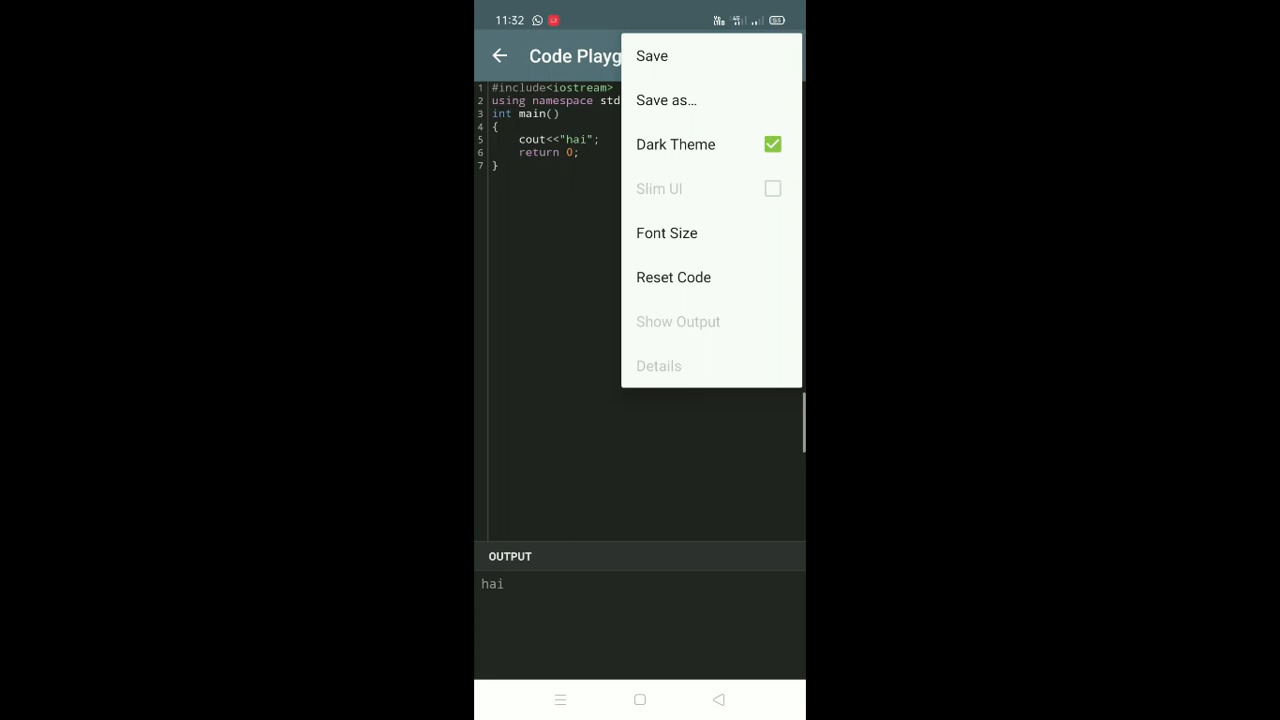 11:32
Code Playg
Save
Save as...
Dark Theme
Slim UI
Font Size
Reset Code
Show Output
Details
1 #include<iostream>
2 using namespace std
3 int main()
4 {
5 cout<<"hai";
6 return 0;
7 }
OUTPUT
hai